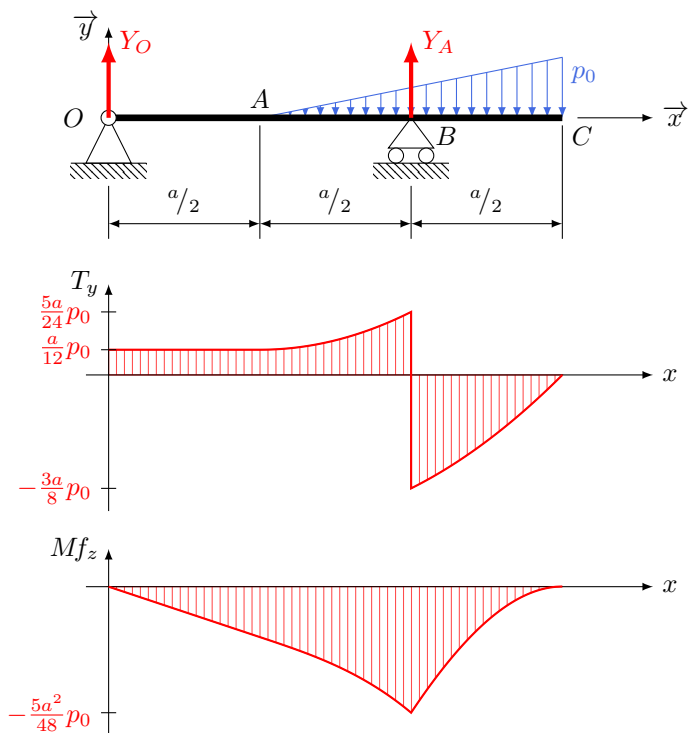 y
Y_O
Y_A
p_0
A
O
x
B
C
a/2
a/2
a/2
T_y
5a/24 p_0
a/12 p_0
x
-3a/8 p_0
Mf_z
x
-5a²/48 p_0